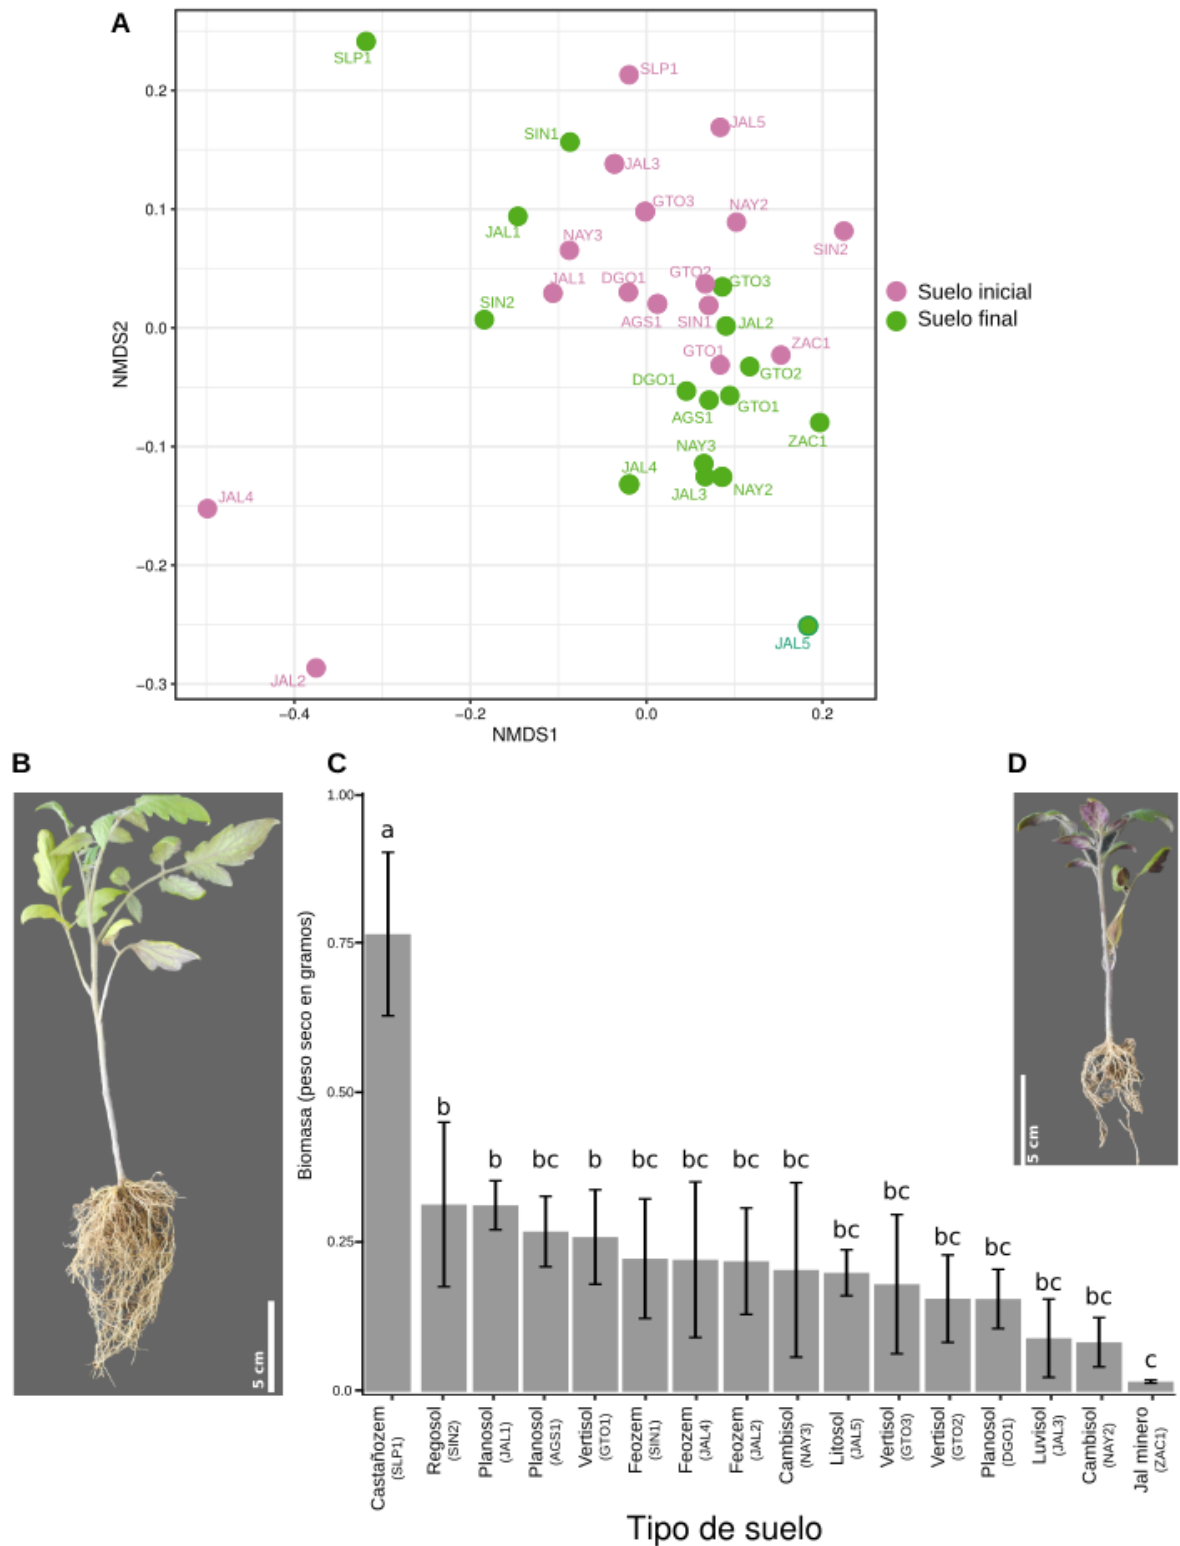 A
SLP1
SLP1
JAL5
SIN1
JAL3
GTO3
NAY2
JAL1
NAY3
SIN2
JAL1
DGO1
GTO2
GTO3
SIN2
AGS1
SIN1
JAL2
GTO1
ZAC1
DGO1
GTO2
AGS1
GTO1
ZAC1
NAY3
JAL4
JAL3
NAY2
JAL4
JAL5
JAL2
0.2
0.1
0.0
−0.1
−0.2
−0.3
NMDS2
−0.4
−0.2
0.0
0.2
NMDS1
Suelo inicial
Suelo final
B
5 cm
C
1.00
0.75
0.50
0.25
0.0
Biomasa (peso seco en gramos)
a
b
b
bc
b
bc
bc
bc
bc
bc
bc
bc
bc
bc
bc
c
Castañozem
(SLP1)
Regosol
(SIN2)
Planosol
(JAL1)
Planosol
(AGS1)
Vertisol
(GTO1)
Feozem
(SIN1)
Feozem
(JAL4)
Feozem
(JAL2)
Cambisol
(NAY3)
Litosol
(JAL5)
Vertisol
(GTO3)
Vertisol
(GTO2)
Planosol
(DGO1)
Luvisol
(JAL3)
Cambisol
(NAY2)
Jal minero
(ZAC1)
Tipo de suelo
D
5 cm